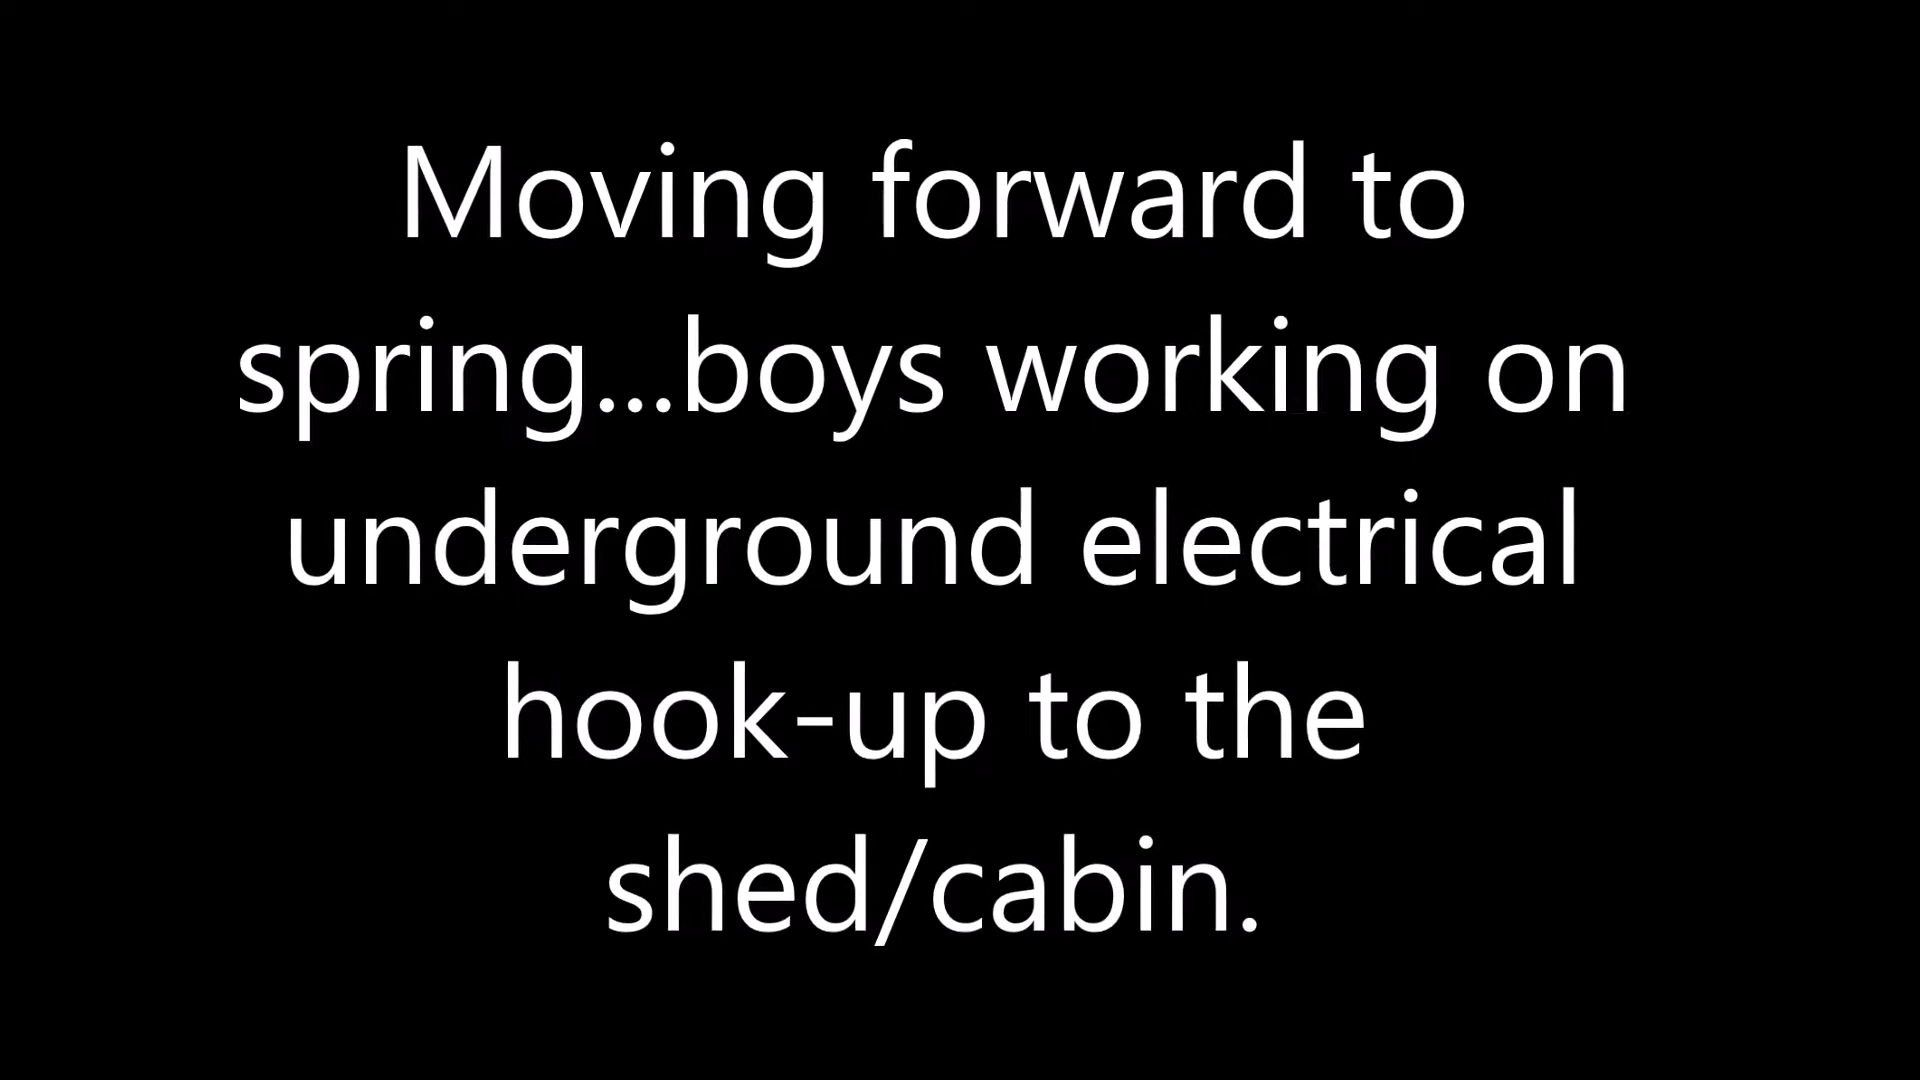 Moving forward to
spring...boys working on
underground electrical
hook-up to the
shed/cabin.